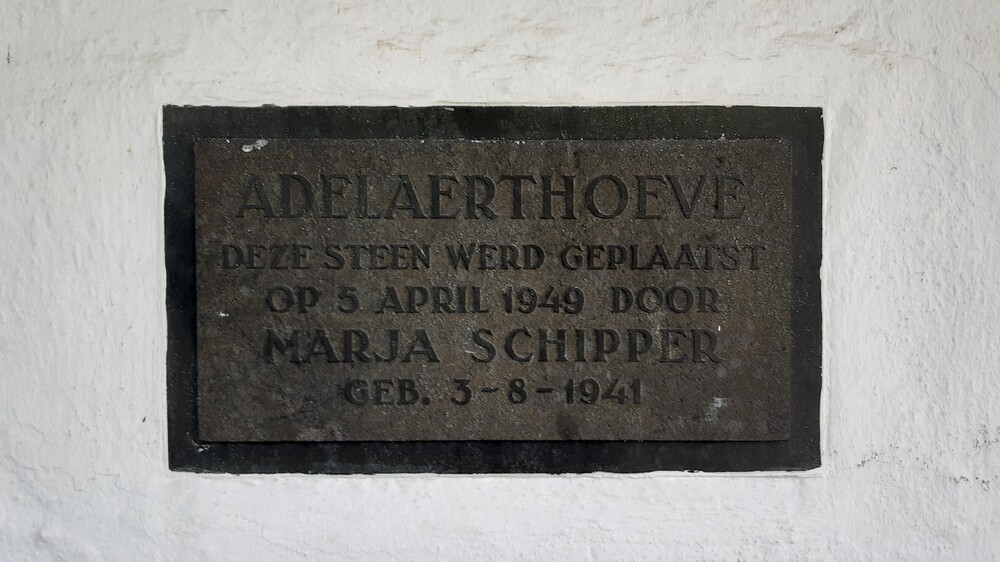 ADELAERTHOEVE
DEZE STEEN WERD GEPLAATST
OP 5 APRIL 1949 DOOR
MARJA SCHIPPER
GEB. 3-8-1941